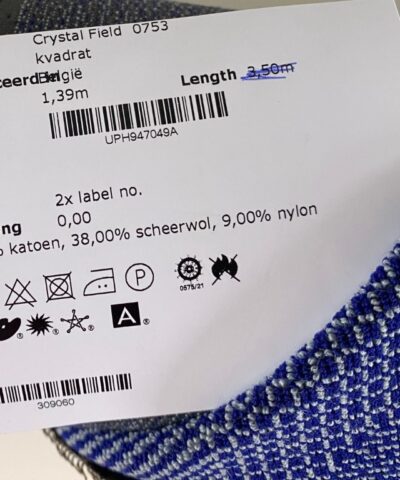 Crystal Field 0753
kvadrat
België
1,39m
Length 3,50m
UPH947049A
2x label no.
0,00
katoen, 38,00% scheerwol, 9,00% nylon
P
0575/21
A
309060